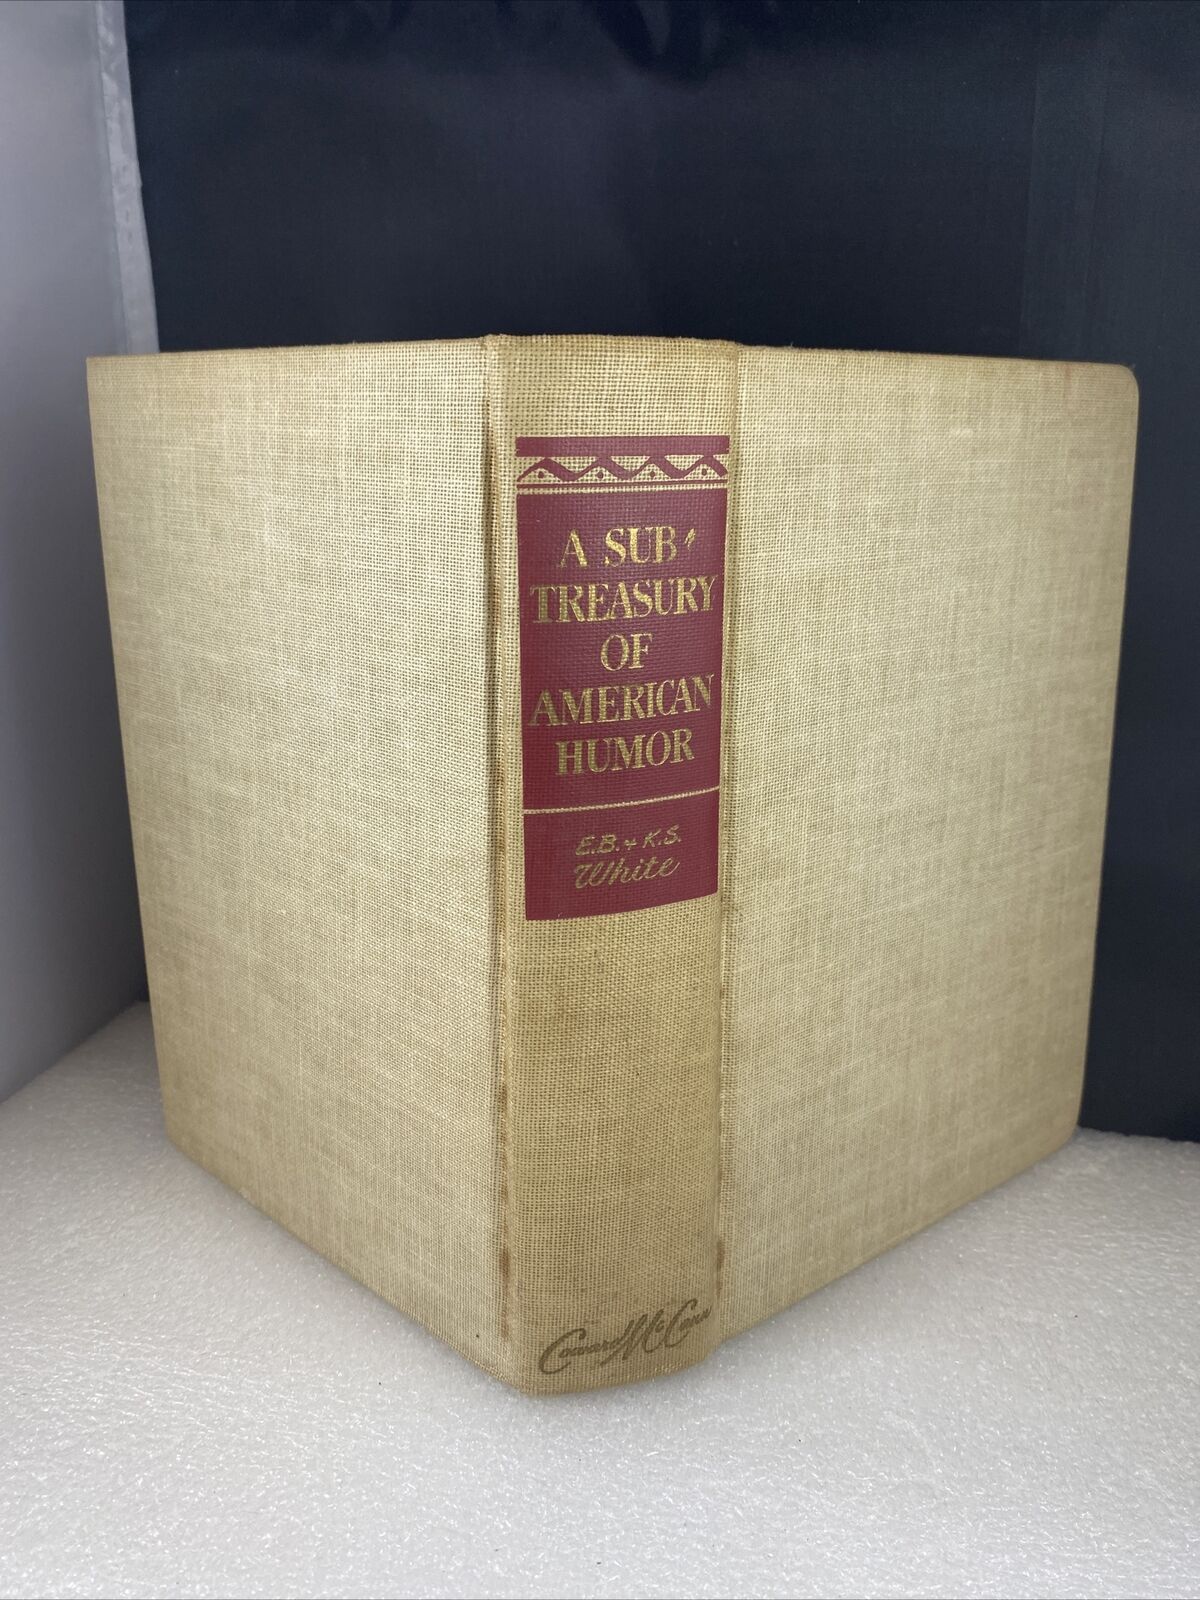 A SUB-
TREASURY
OF
AMERICAN
HUMOR
E.B. + K.S.
White
Coward McCann